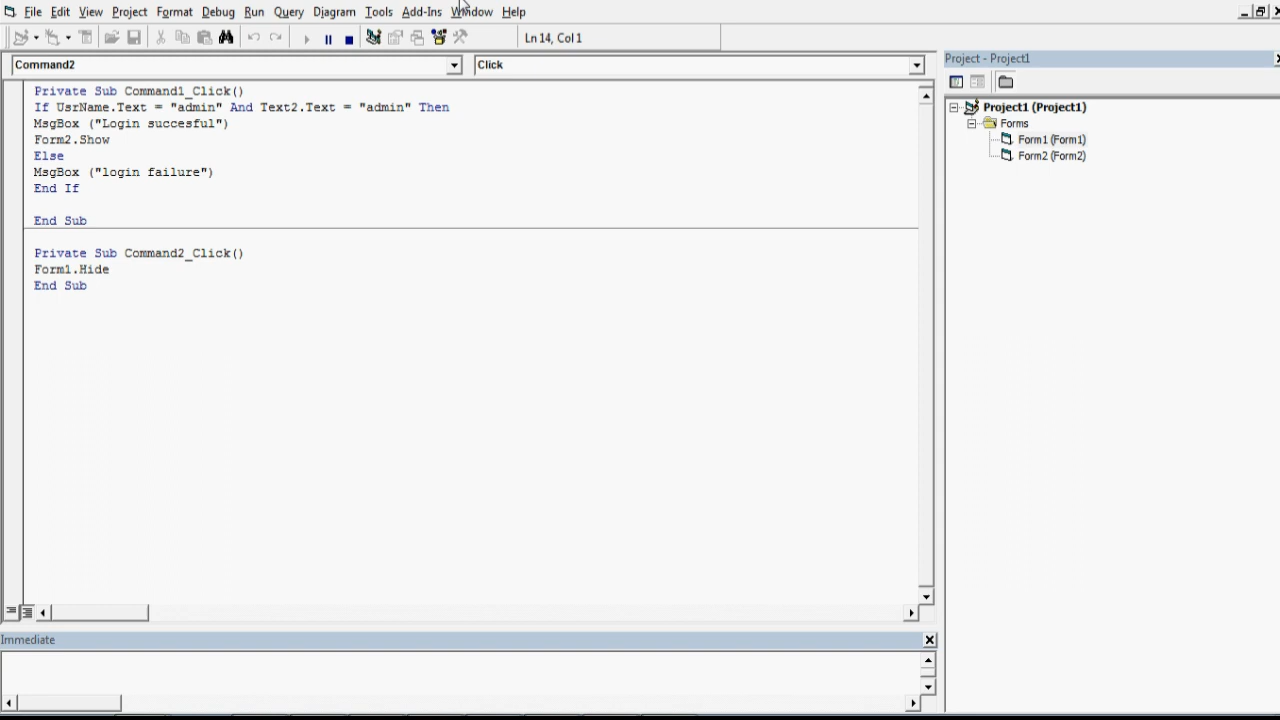 File Edit View Project Format Debug Run Query Diagram Tools Add-Ins Window Help
Ln 14, Col 1
Command2
Click
Project - Project1
Private Sub Command1_Click()
If UsrName.Text = "admin" And Text2.Text = "admin" Then
MsgBox ("Login succesful")
Form2.Show
Else
MsgBox ("login failure")
End If
End Sub
Private Sub Command2_Click()
Form1.Hide
End Sub
Project1 (Project1)
Forms
Form1 (Form1)
Form2 (Form2)
Immediate